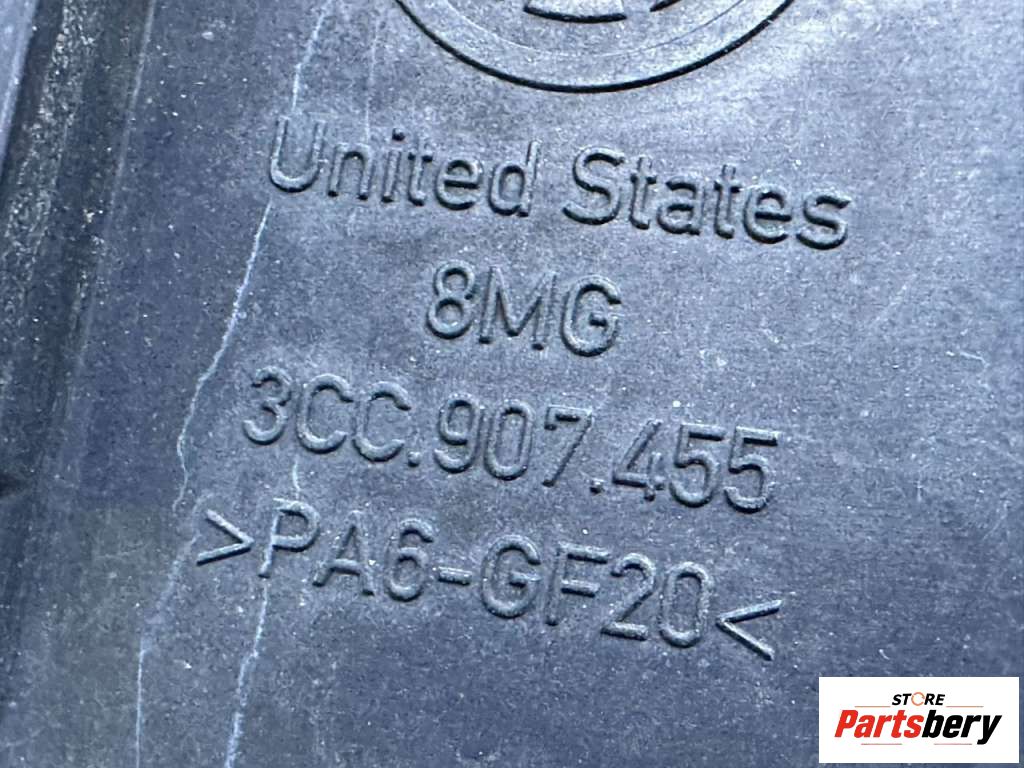 United States
8MG
3CC.907.455
>PA6-GF20<
STORE
Partsbery